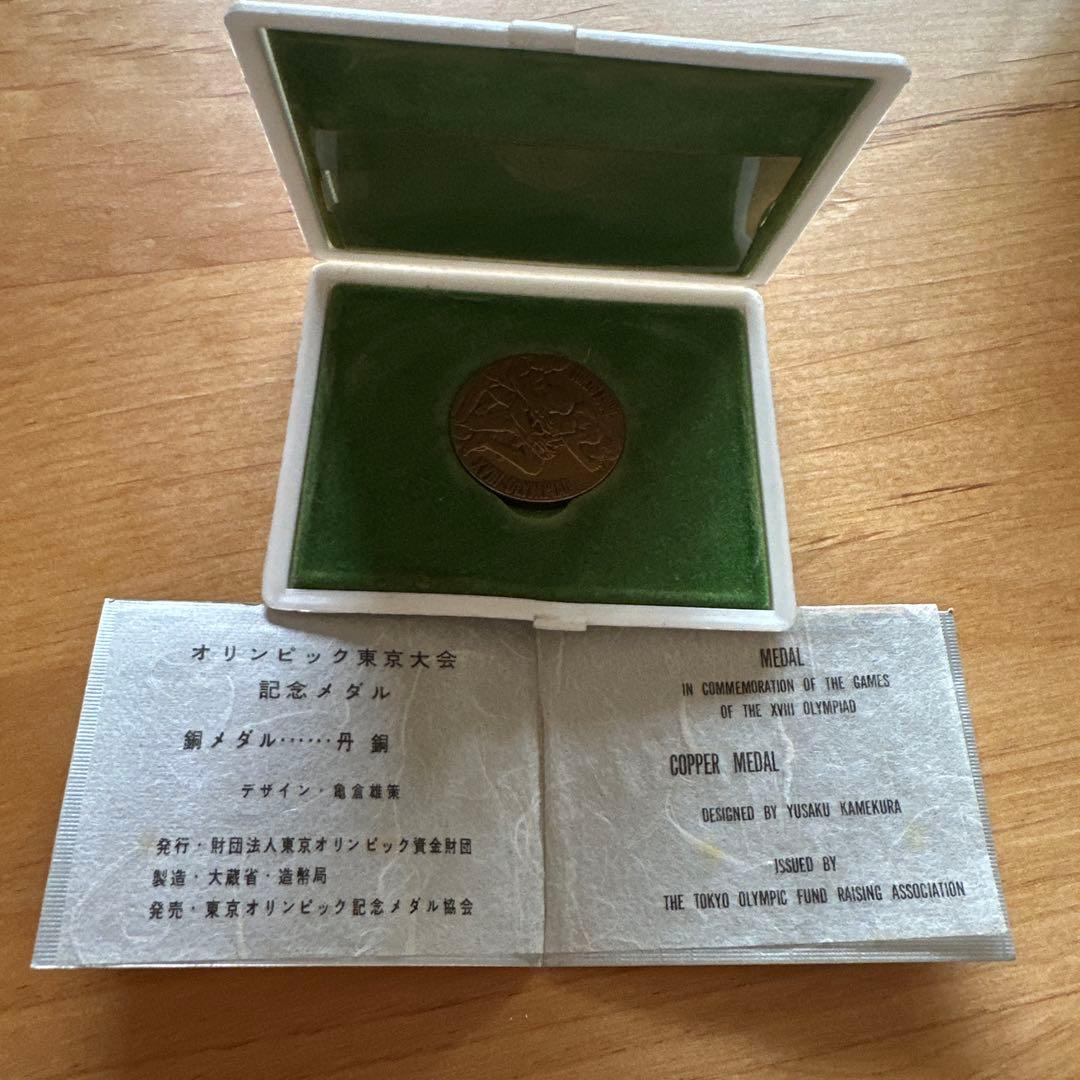 XVIII OLYMPIAD
オリンピック東京大会
記念メダル
銅メダル……丹 銅
デザイン・亀倉雄策
発行・財団法人東京オリンピック資金財団
製造・大蔵省・造幣局
発売・東京オリンピック記念メダル協会
MEDAL
IN COMMEMORATION OF THE GAMES
OF THE XVIII OLYMPIAD
COPPER MEDAL
DESIGNED BY YUSAKU KAMEKURA
ISSUED BY
THE TOKYO OLYMPIC FUND RAISING ASSOCIATION